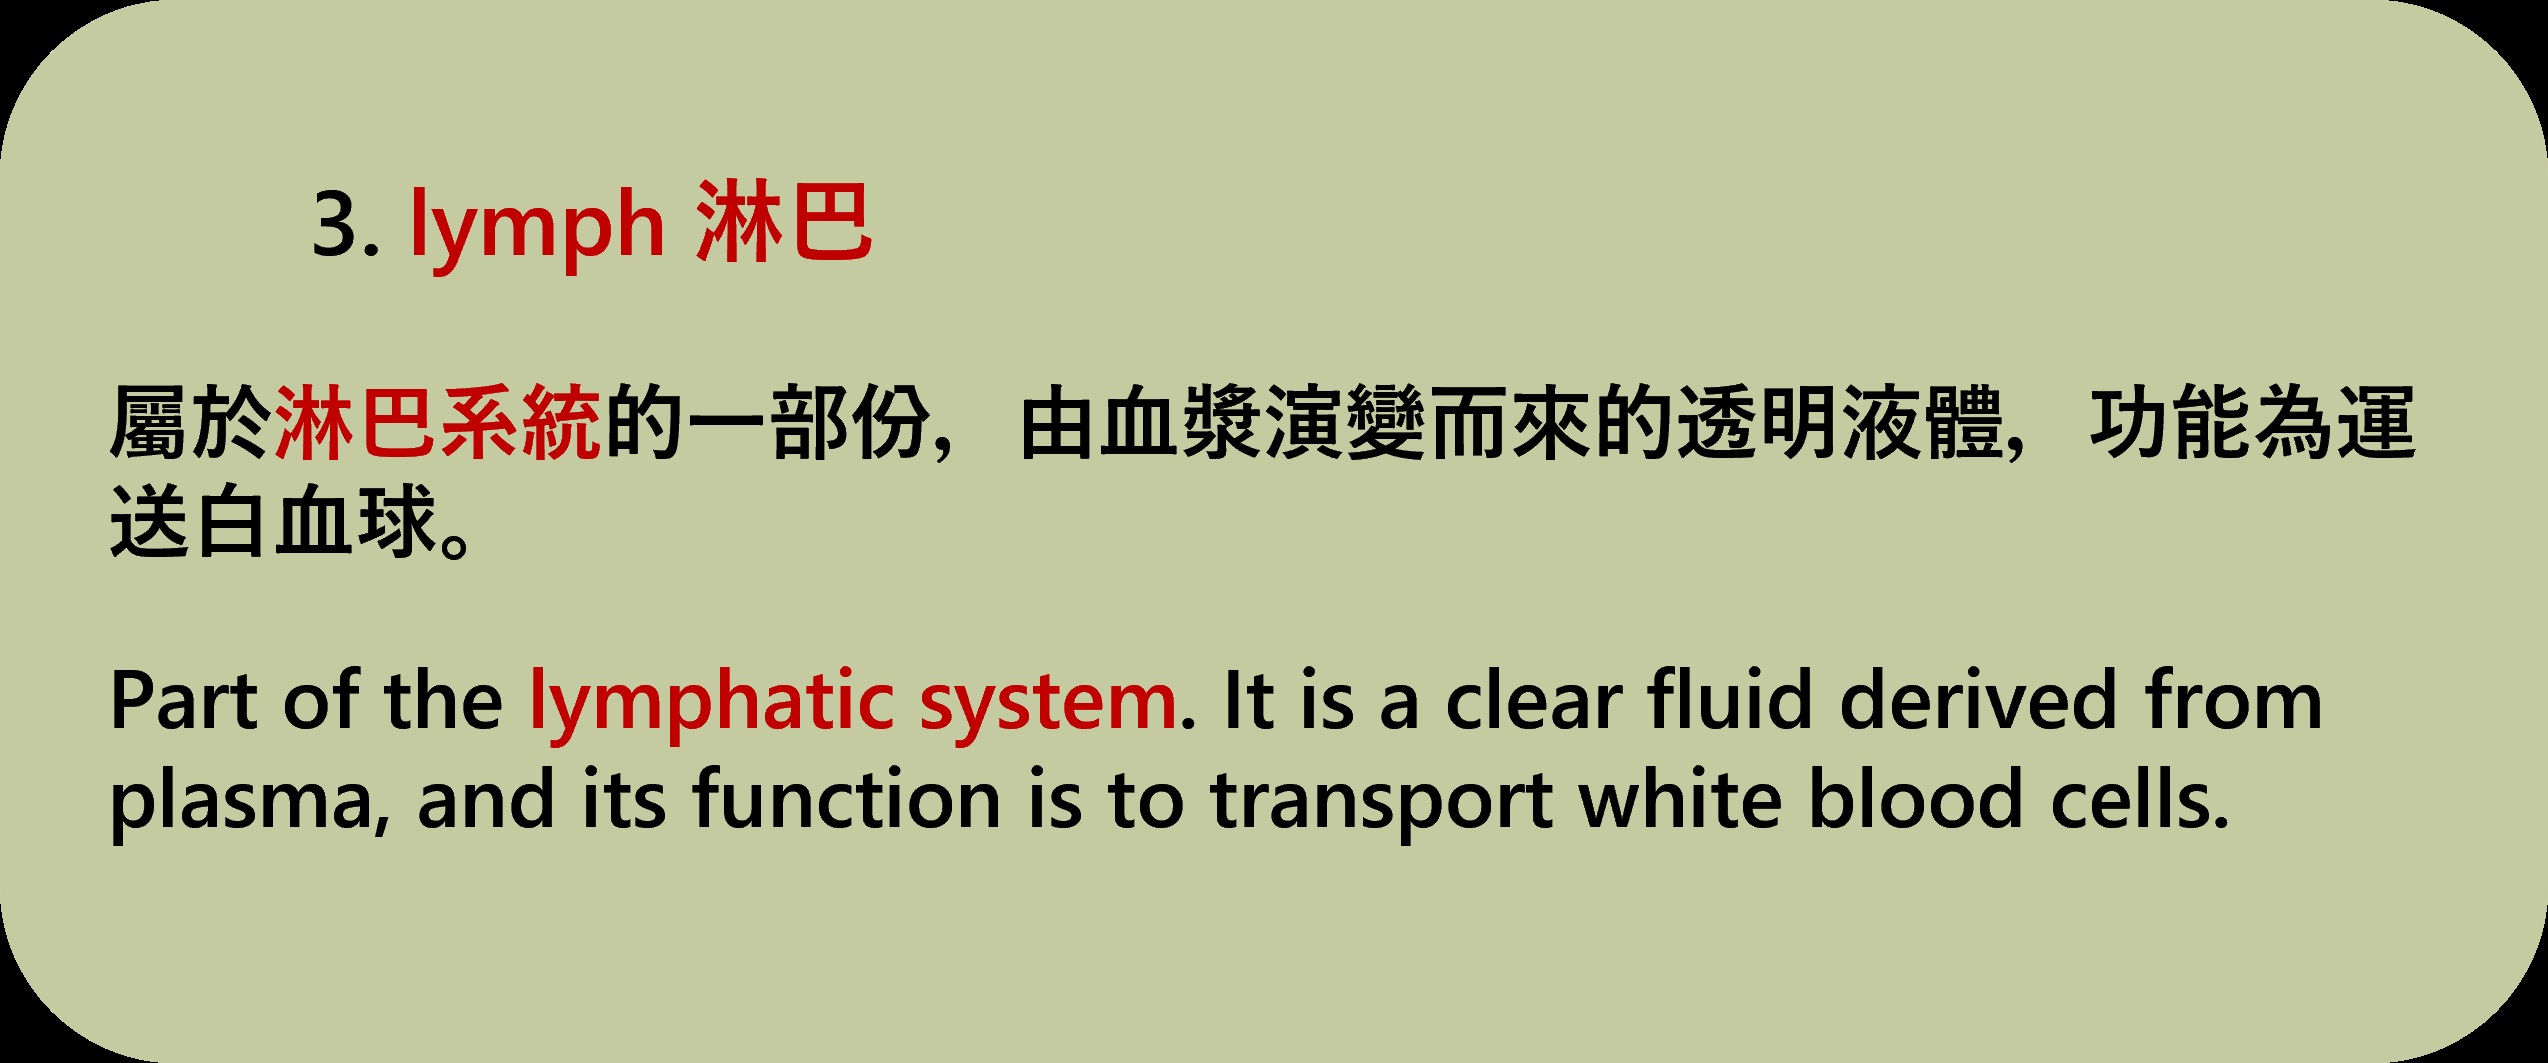 3. lymph 淋巴
屬於淋巴系統的一部份, 由血漿演變而來的透明液體, 功能為運
送白血球。
Part of the lymphatic system. It is a clear fluid derived from
plasma, and its function is to transport white blood cells.